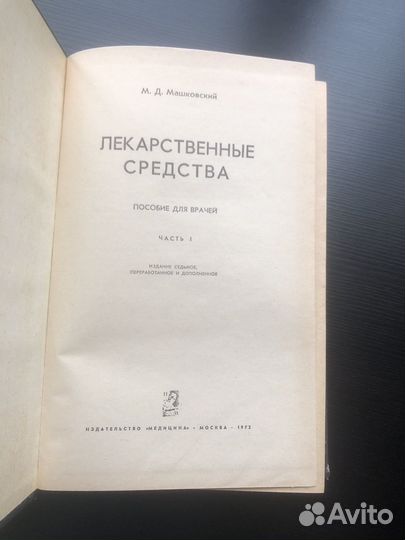 М. Д. Машковский
ЛЕКАРСТВЕННЫЕ
СРЕДСТВА
ПОСОБИЕ ДЛЯ ВРАЧЕЙ
ЧАСТЬ I
ИЗДАНИЕ СЕДЬМОЕ,
ПЕРЕРАБОТАННОЕ И ДОПОЛНЕННОЕ
ИЗДАТЕЛЬСТВО «МЕДИЦИНА» · МОСКВА – 1972
Avito